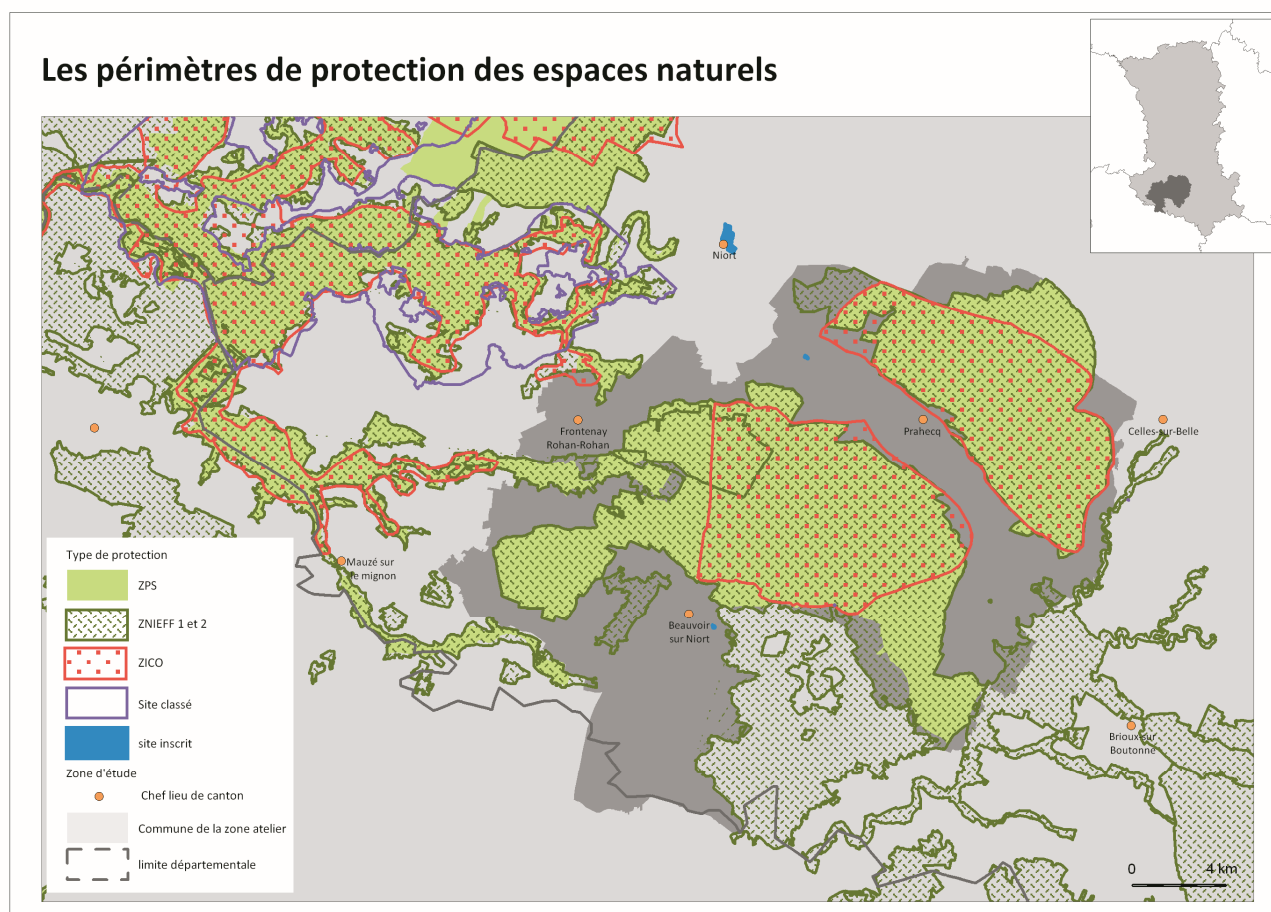 Les périmètres de protection des espaces naturels
Niort
Frontenay
Rohan-Rohan
Prahecq
Celles-sur-Belle
Mauzé sur
le mignon
Beauvoir
sur Niort
Brioux sur
Boutonne
Type de protection
ZPS
ZNIEFF 1 et 2
ZICO
Site classé
site inscrit
Zone d'étude
Chef lieu de canton
Commune de la zone atelier
limite départementale
0 4 km